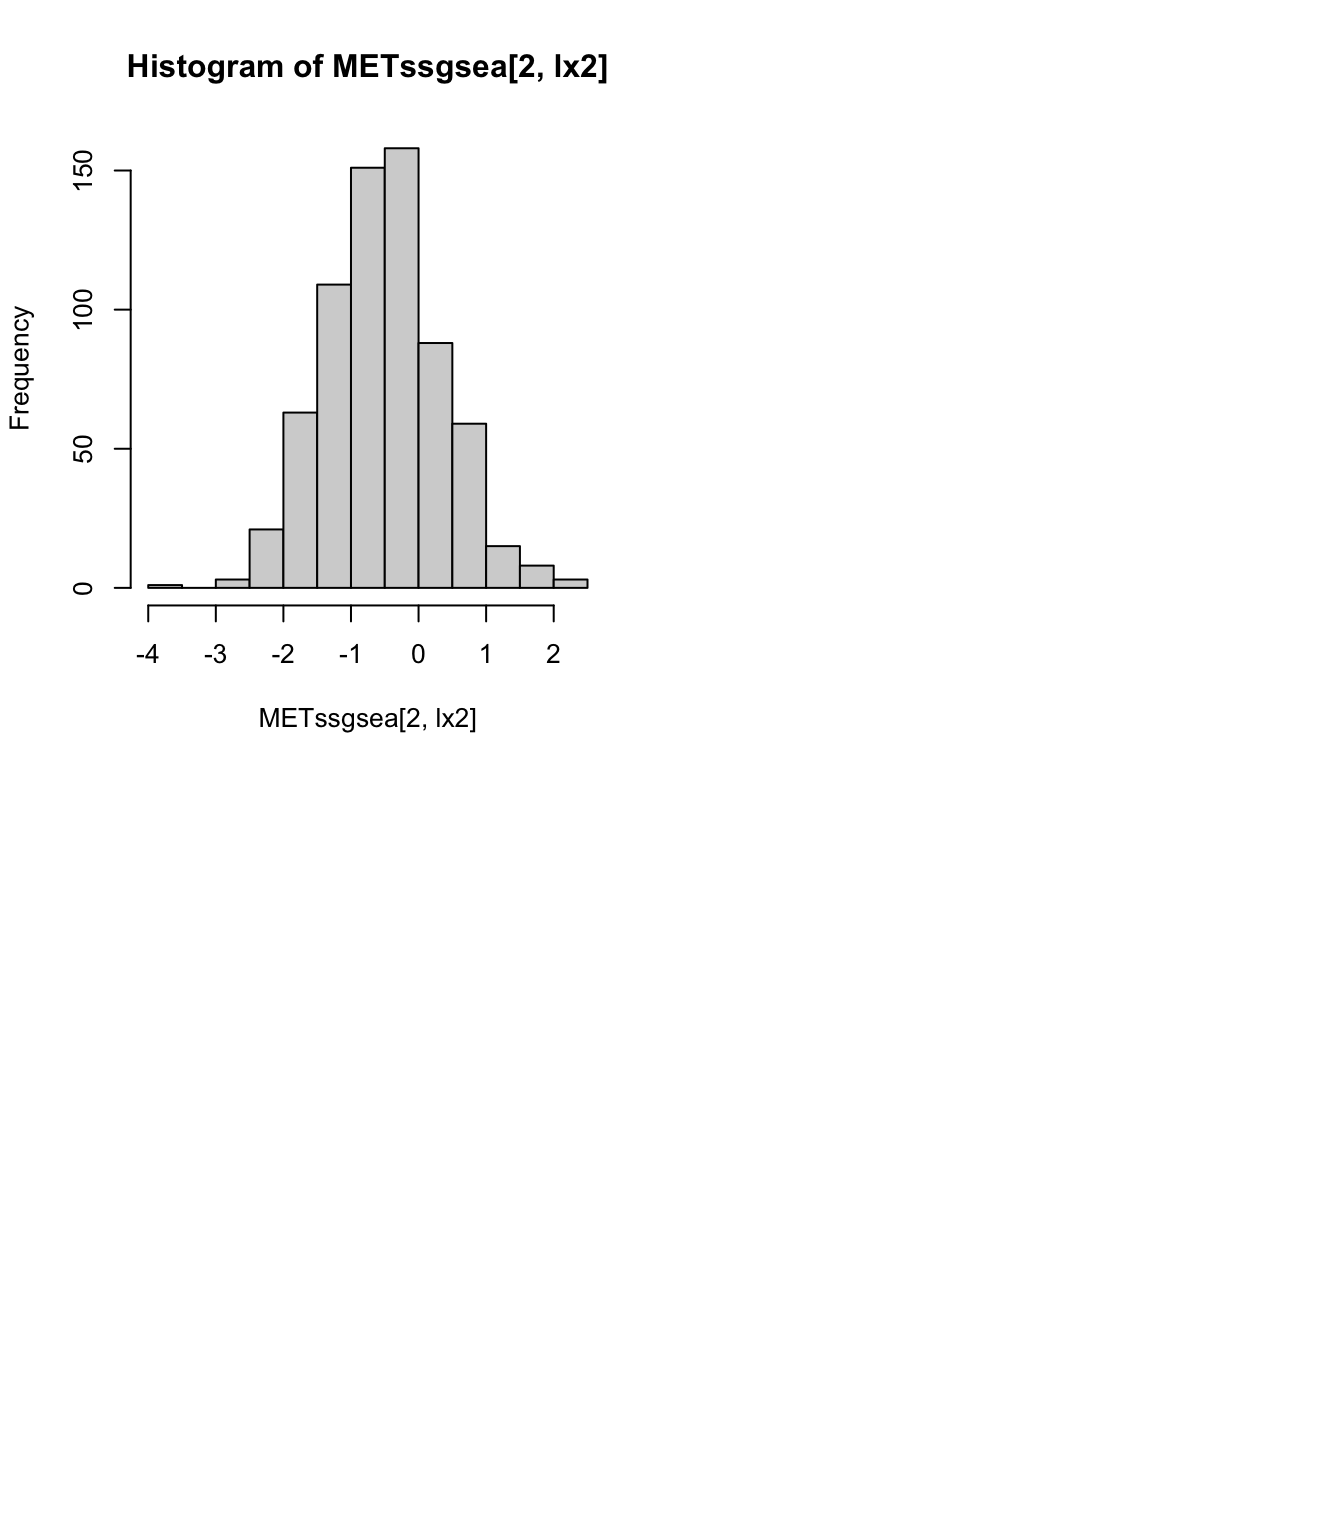 Histogram of METssgsea[2, lx2]
150
100
50
0
Frequency
-4 -3 -2 -1 0 1 2
METssgsea[2, lx2]